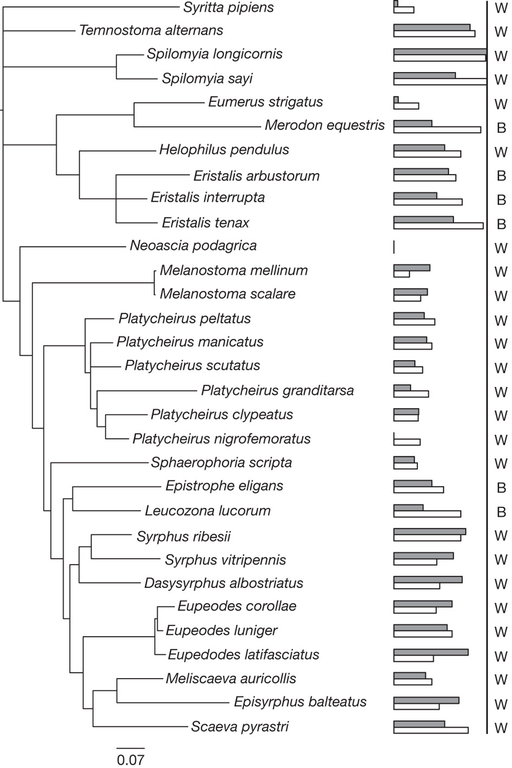 Syritta pipiens W
Temnostoma alternans W
Spilomyia longicornis W
Spilomyia sayi W
Eumerus strigatus W
Merodon equestris B
Helophilus pendulus W
Eristalis arbustorum B
Eristalis interrupta B
Eristalis tenax B
Neoascia podagrica W
Melanostoma mellinum W
Melanostoma scalare W
Platycheirus peltatus W
Platycheirus manicatus W
Platycheirus scutatus W
Platycheirus granditarsa W
Platycheirus clypeatus W
Platycheirus nigrofemoratus W
Sphaerophoria scripta W
Epistrophe eligans B
Leucozona lucorum B
Syrphus ribesii W
Syrphus vitripennis W
Dasysyrphus albostriatus W
Eupeodes corollae W
Eupeodes luniger W
Eupedodes latifasciatus W
Meliscaeva auricollis W
Episyrphus balteatus W
Scaeva pyrastri W
0.07